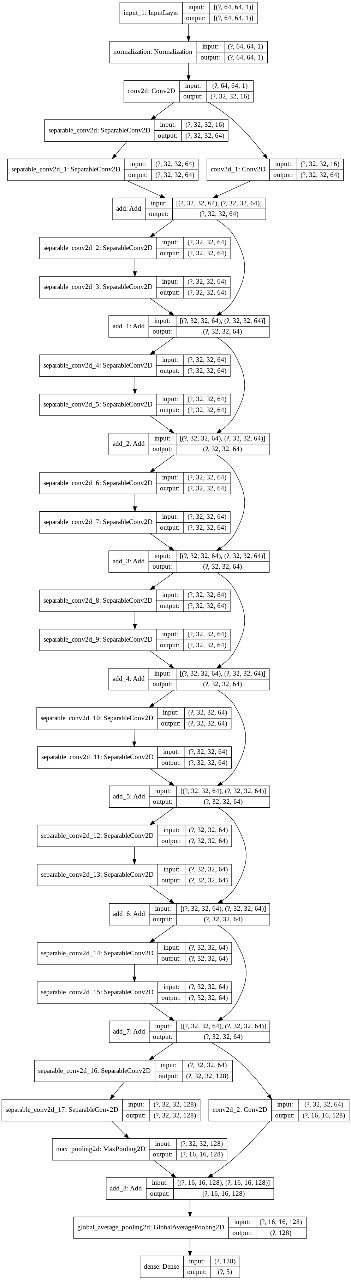 input_1: InputLayer input: [(?, 64, 64, 1)]
output: [(?, 64, 64, 1)]
normalization: Normalization input: (?, 64, 64, 1)
output: (?, 64, 64, 1)
conv2d: Conv2D input: (?, 64, 64, 1)
output: (?, 32, 32, 16)
separable_conv2d: SeparableConv2D input: (?, 32, 32, 16)
output: (?, 32, 32, 64)
separable_conv2d_1: SeparableConv2D input: (?, 32, 32, 64)
output: (?, 32, 32, 64)
conv2d_1: Conv2D input: (?, 32, 32, 16)
output: (?, 32, 32, 64)
add: Add input: [(?, 32, 32, 64), (?, 32, 32, 64)]
output: (?, 32, 32, 64)
separable_conv2d_2: SeparableConv2D input: (?, 32, 32, 64)
output: (?, 32, 32, 64)
separable_conv2d_3: SeparableConv2D input: (?, 32, 32, 64)
output: (?, 32, 32, 64)
add_1: Add input: [(?, 32, 32, 64), (?, 32, 32, 64)]
output: (?, 32, 32, 64)
separable_conv2d_4: SeparableConv2D input: (?, 32, 32, 64)
output: (?, 32, 32, 64)
separable_conv2d_5: SeparableConv2D input: (?, 32, 32, 64)
output: (?, 32, 32, 64)
add_2: Add input: [(?, 32, 32, 64), (?, 32, 32, 64)]
output: (?, 32, 32, 64)
separable_conv2d_6: SeparableConv2D input: (?, 32, 32, 64)
output: (?, 32, 32, 64)
separable_conv2d_7: SeparableConv2D input: (?, 32, 32, 64)
output: (?, 32, 32, 64)
add_3: Add input: [(?, 32, 32, 64), (?, 32, 32, 64)]
output: (?, 32, 32, 64)
separable_conv2d_8: SeparableConv2D input: (?, 32, 32, 64)
output: (?, 32, 32, 64)
separable_conv2d_9: SeparableConv2D input: (?, 32, 32, 64)
output: (?, 32, 32, 64)
add_4: Add input: [(?, 32, 32, 64), (?, 32, 32, 64)]
output: (?, 32, 32, 64)
separable_conv2d_10: SeparableConv2D input: (?, 32, 32, 64)
output: (?, 32, 32, 64)
separable_conv2d_11: SeparableConv2D input: (?, 32, 32, 64)
output: (?, 32, 32, 64)
add_5: Add input: [(?, 32, 32, 64), (?, 32, 32, 64)]
output: (?, 32, 32, 64)
separable_conv2d_12: SeparableConv2D input: (?, 32, 32, 64)
output: (?, 32, 32, 64)
separable_conv2d_13: SeparableConv2D input: (?, 32, 32, 64)
output: (?, 32, 32, 64)
add_6: Add input: [(?, 32, 32, 64), (?, 32, 32, 64)]
output: (?, 32, 32, 64)
separable_conv2d_14: SeparableConv2D input: (?, 32, 32, 64)
output: (?, 32, 32, 64)
separable_conv2d_15: SeparableConv2D input: (?, 32, 32, 64)
output: (?, 32, 32, 64)
add_7: Add input: [(?, 32, 32, 64), (?, 32, 32, 64)]
output: (?, 32, 32, 64)
separable_conv2d_16: SeparableConv2D input: (?, 32, 32, 64)
output: (?, 32, 32, 128)
separable_conv2d_17: SeparableConv2D input: (?, 32, 32, 128)
output: (?, 32, 32, 128)
conv2d_2: Conv2D input: (?, 32, 32, 64)
output: (?, 16, 16, 128)
max_pooling2d: MaxPooling2D input: (?, 32, 32, 128)
output: (?, 16, 16, 128)
add_8: Add input: [(?, 16, 16, 128), (?, 16, 16, 128)]
output: (?, 16, 16, 128)
global_average_pooling2d: GlobalAveragePooling2D input: (?, 16, 16, 128)
output: (?, 128)
dense: Dense input: (?, 128)
output: (?, 5)